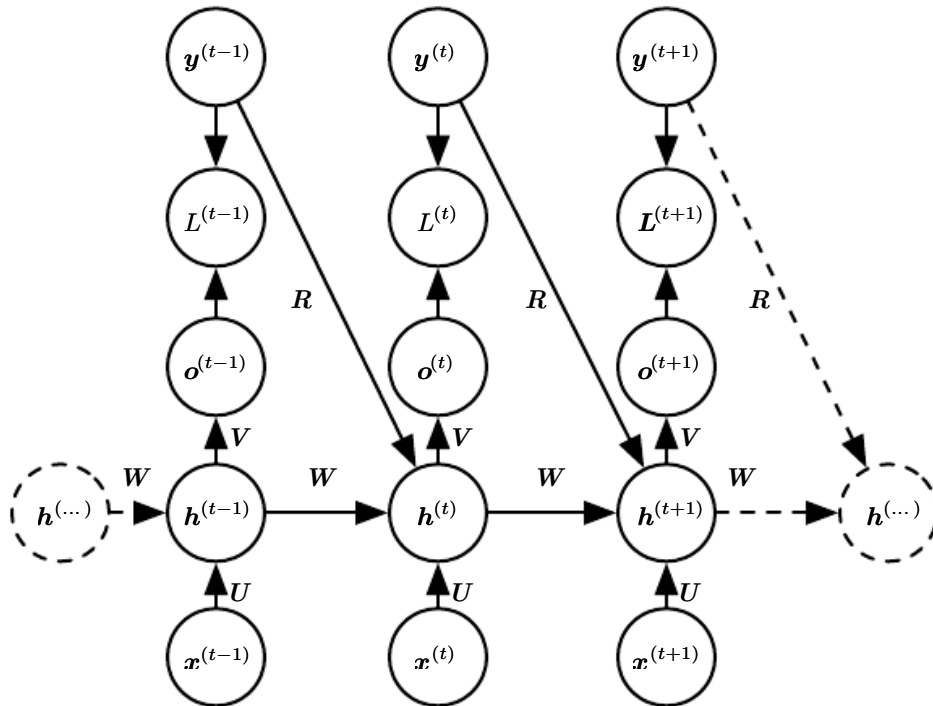 y^(t−1) y^(t) y^(t+1)
L^(t−1) L^(t) L^(t+1)
R R R
o^(t−1) o^(t) o^(t+1)
V V V
W W W W
h^(...) h^(t−1) h^(t) h^(t+1) h^(...)
U U U
x^(t−1) x^(t) x^(t+1)